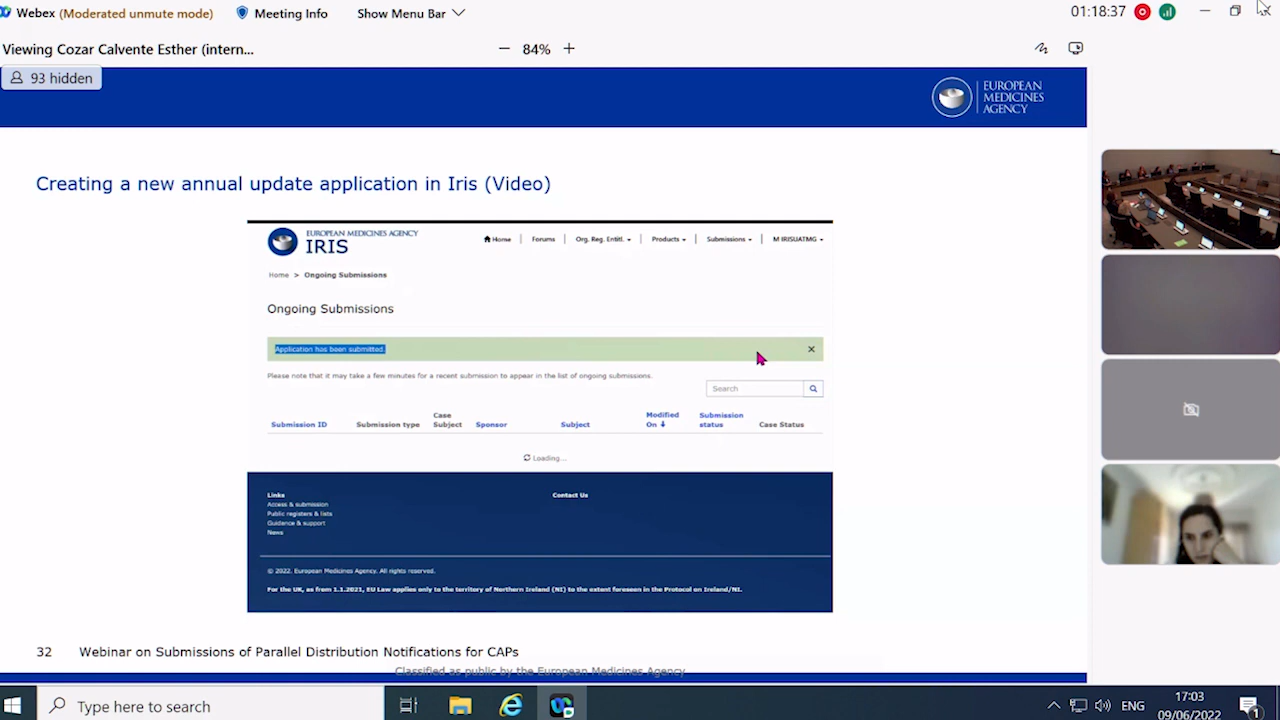 Webex (Moderated unmute mode) Meeting Info Show Menu Bar 01:18:37
Viewing Cozar Calvente Esther (intern... 84%
93 hidden
EUROPEAN
MEDICINES
AGENCY
Creating a new annual update application in Iris (Video)
EUROPEAN MEDICINES AGENCY
IRIS
Home Forums Org. Reg. Entitl. Products Submissions M IRISUATMG
Home > Ongoing Submissions
Ongoing Submissions
Application has been submitted.
Please note that it may take a few minutes for a recent submission to appear in the list of ongoing submissions.
Search
Submission ID Submission type Case Subject Sponsor Subject Modified On Submission status Case Status
Loading...
Links Contact Us
Access & submission
Public registers & lists
Guidance & support
News
© 2022. European Medicines Agency. All rights reserved.
For the UK, as from 1.1.2021, EU Law applies only to the territory of Northern Ireland (NI) to the extent foreseen in the Protocol on Ireland/NI.
32 Webinar on Submissions of Parallel Distribution Notifications for CAPs
Classified as public by the European Medicines Agency
Type here to search
ENG
17:03
09/06/2022
1